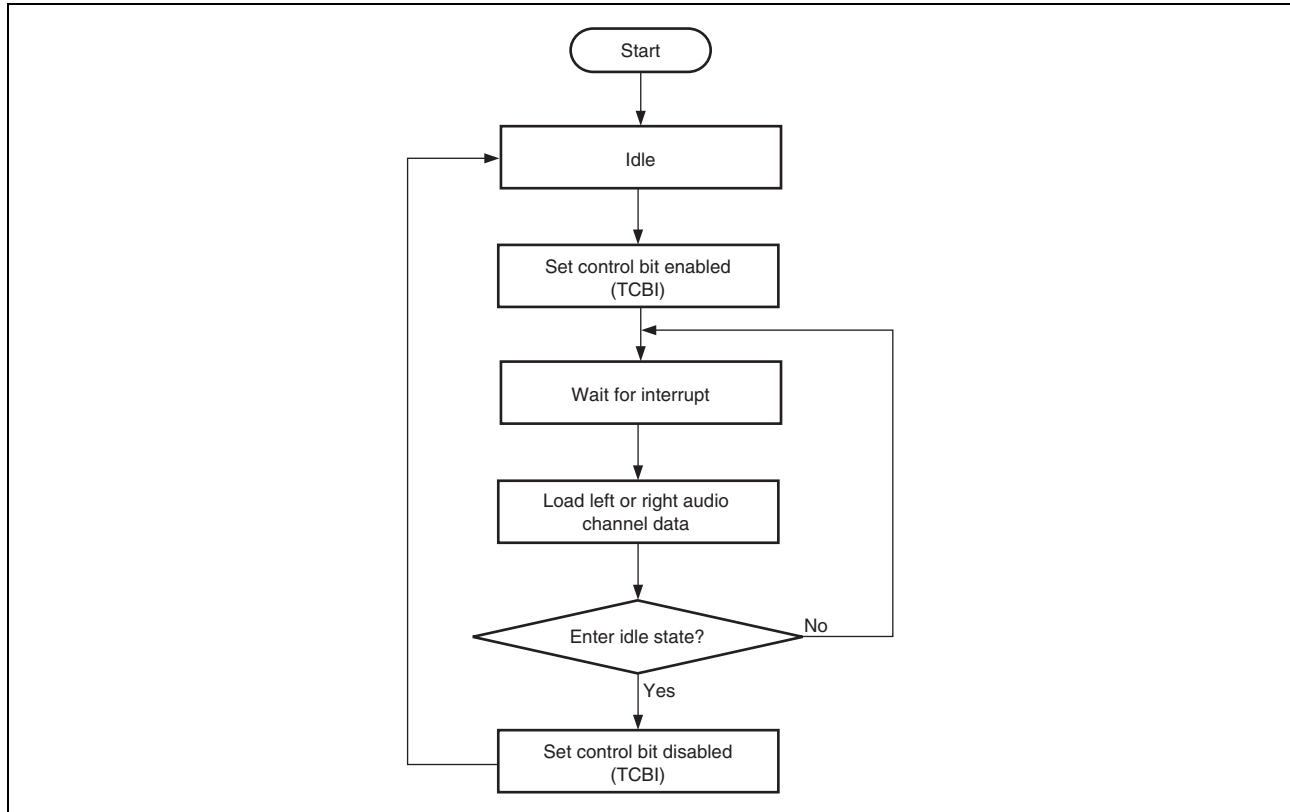 Start
Idle
Set control bit enabled
(TCBI)
Wait for interrupt
Load left or right audio
channel data
Enter idle state?
No
Yes
Set control bit disabled
(TCBI)